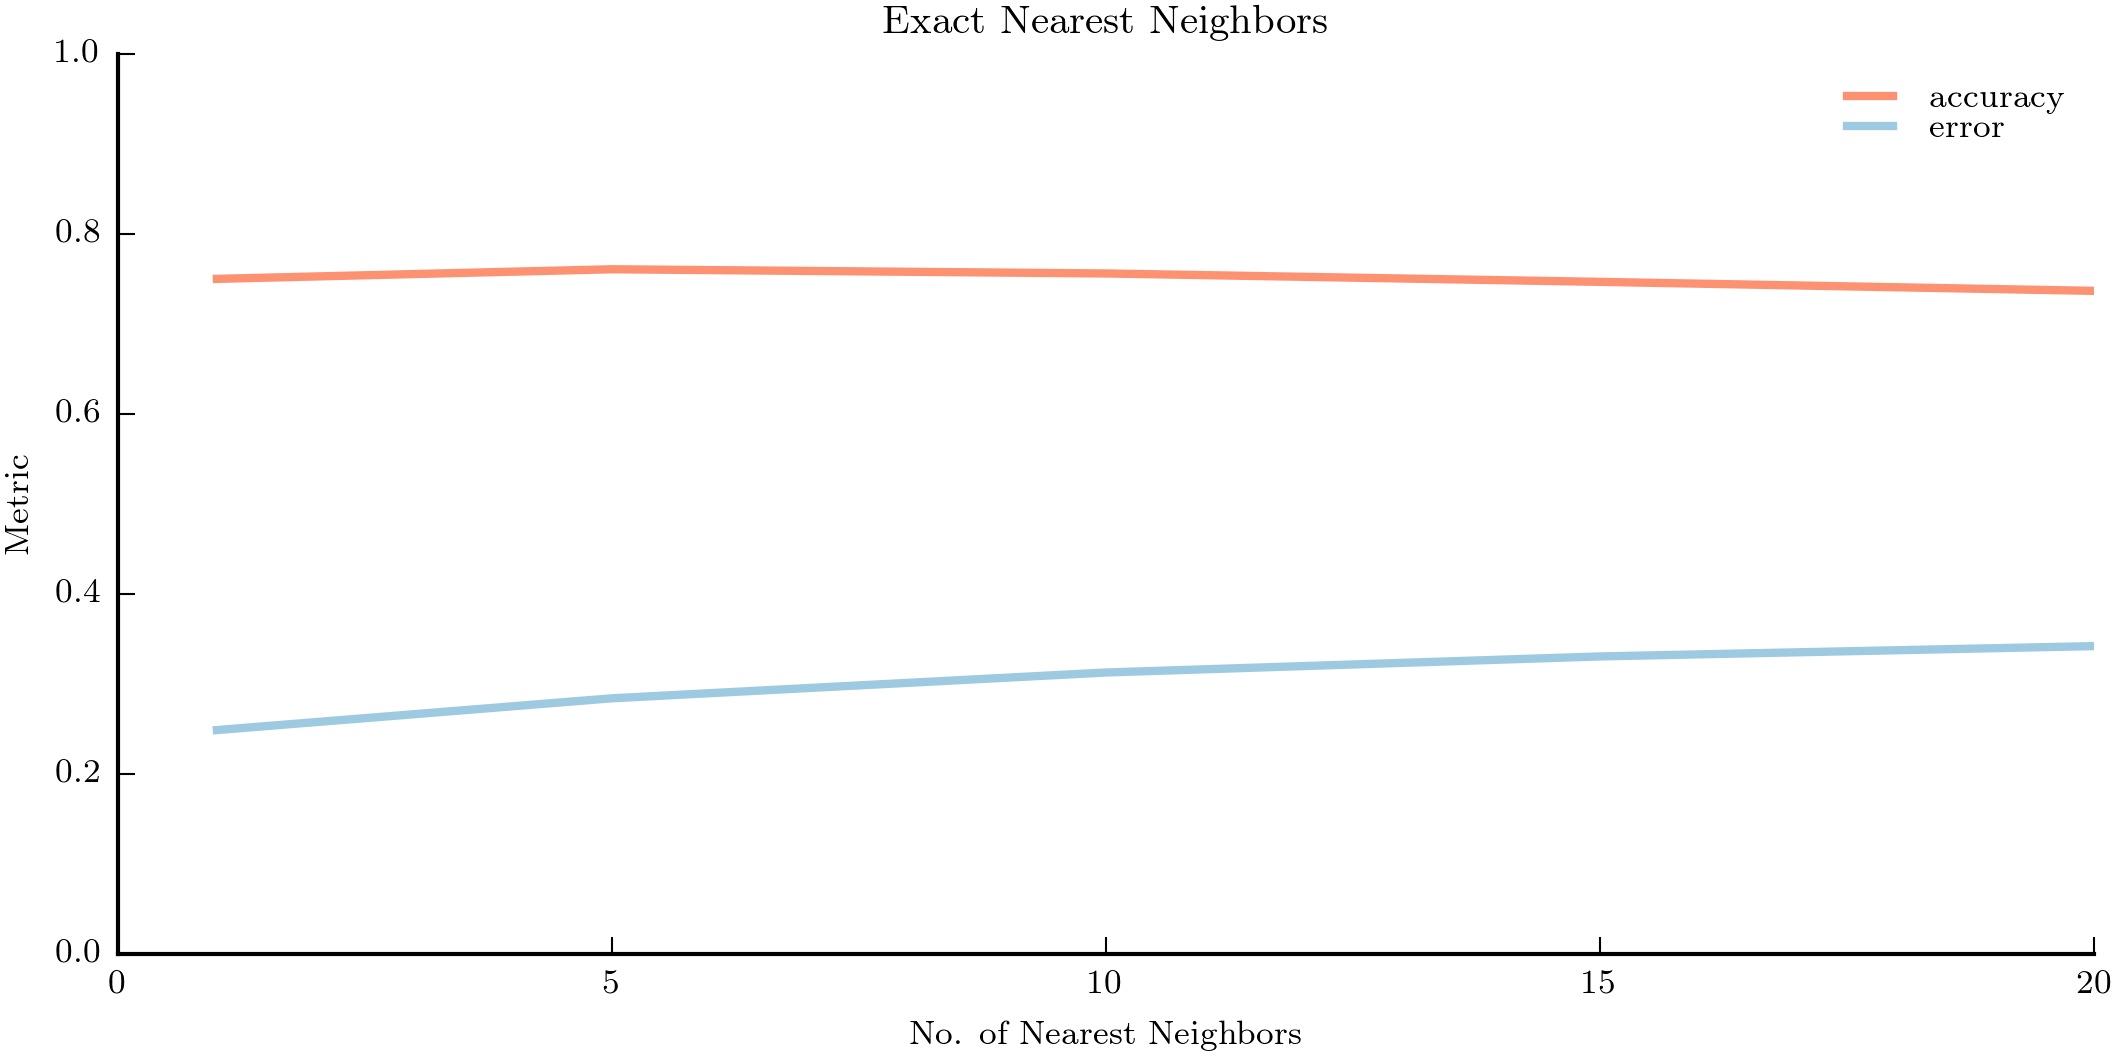 Exact Nearest Neighbors
1.0
accuracy
error
0.8
0.6
Metric
0.4
0.2
0.0
0 5 10 15 20
No. of Nearest Neighbors